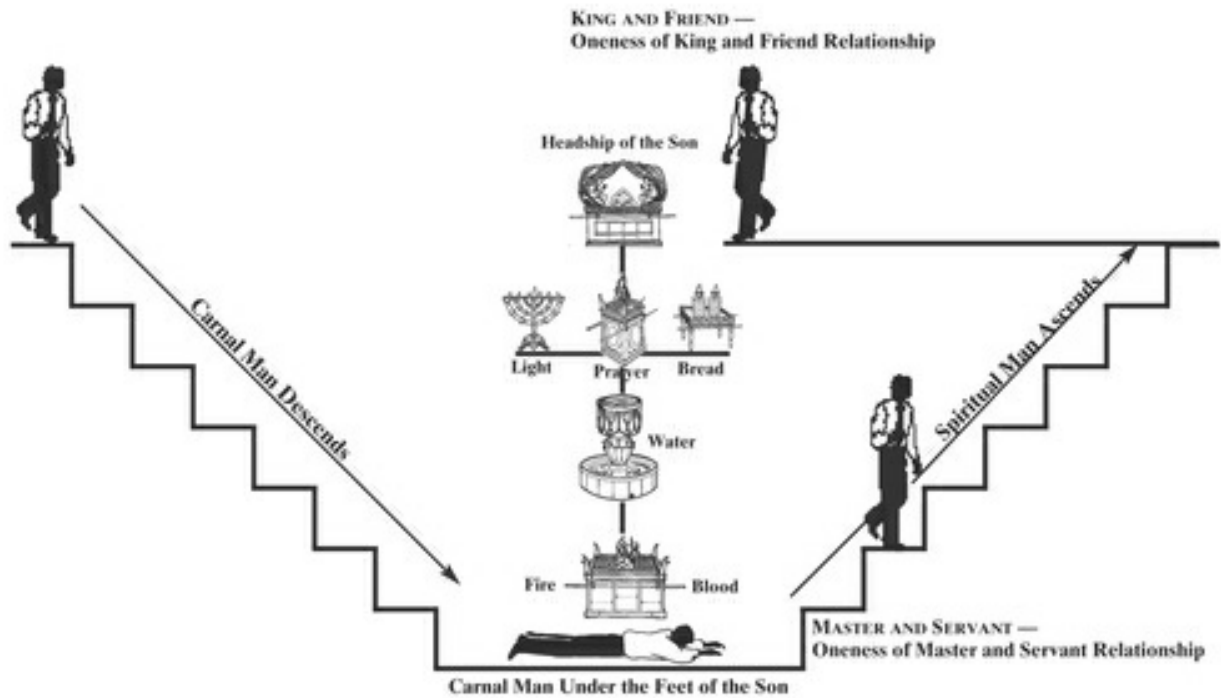 KING AND FRIEND —
Oneness of King and Friend Relationship
Headship of the Son
Carnal Man Descends
Light
Prayer
Bread
Spiritual Man Ascends
Water
Fire
Blood
MASTER AND SERVANT —
Oneness of Master and Servant Relationship
Carnal Man Under the Feet of the Son